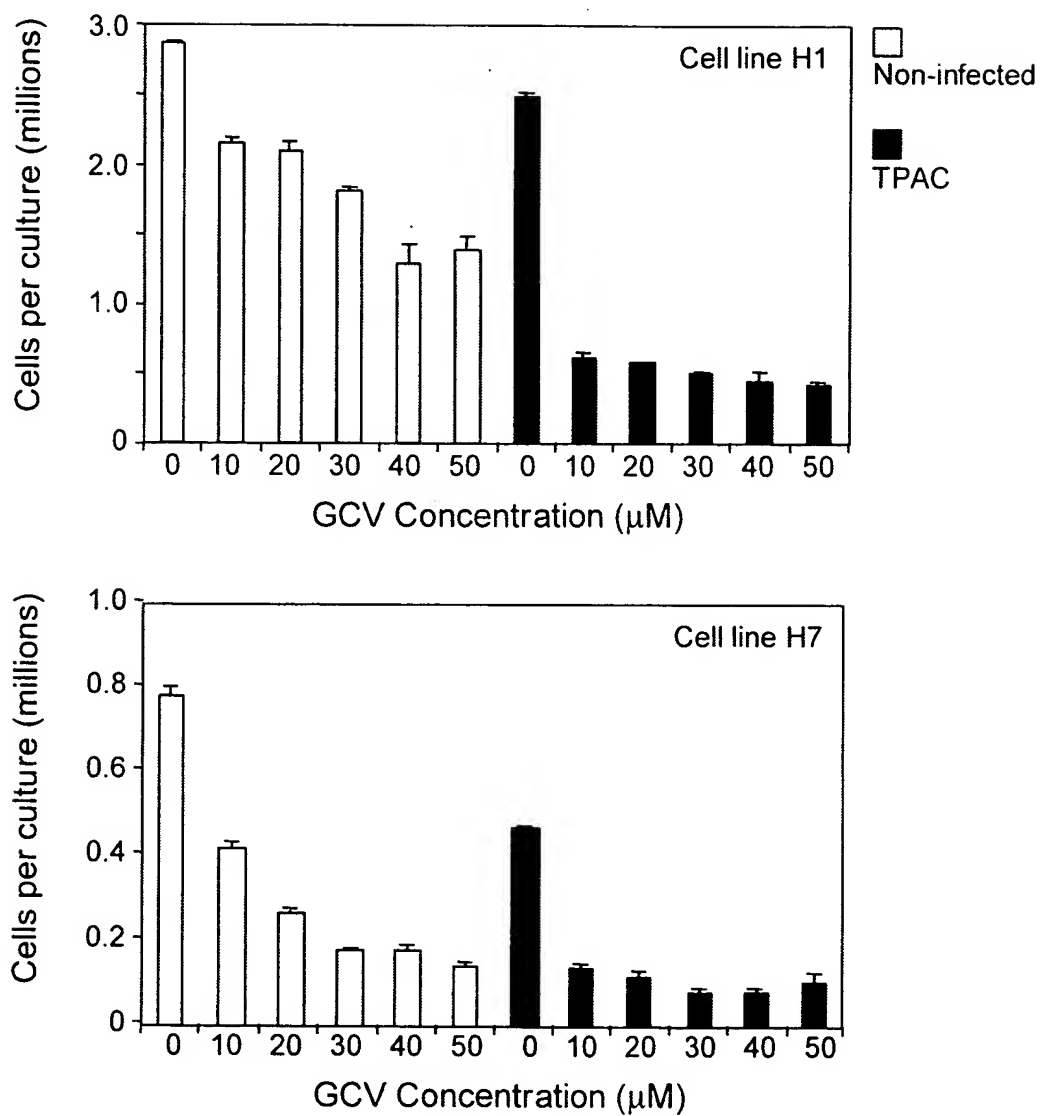 Cells per culture (millions)
3.0
2.0
1.0
0
Cell line H1
Non-infected
TPAC
0 10 20 30 40 50 0 10 20 30 40 50
GCV Concentration (μM)
Cells per culture (millions)
1.0
0.8
0.6
0.4
0.2
0
Cell line H7
0 10 20 30 40 50 0 10 20 30 40 50
GCV Concentration (μM)